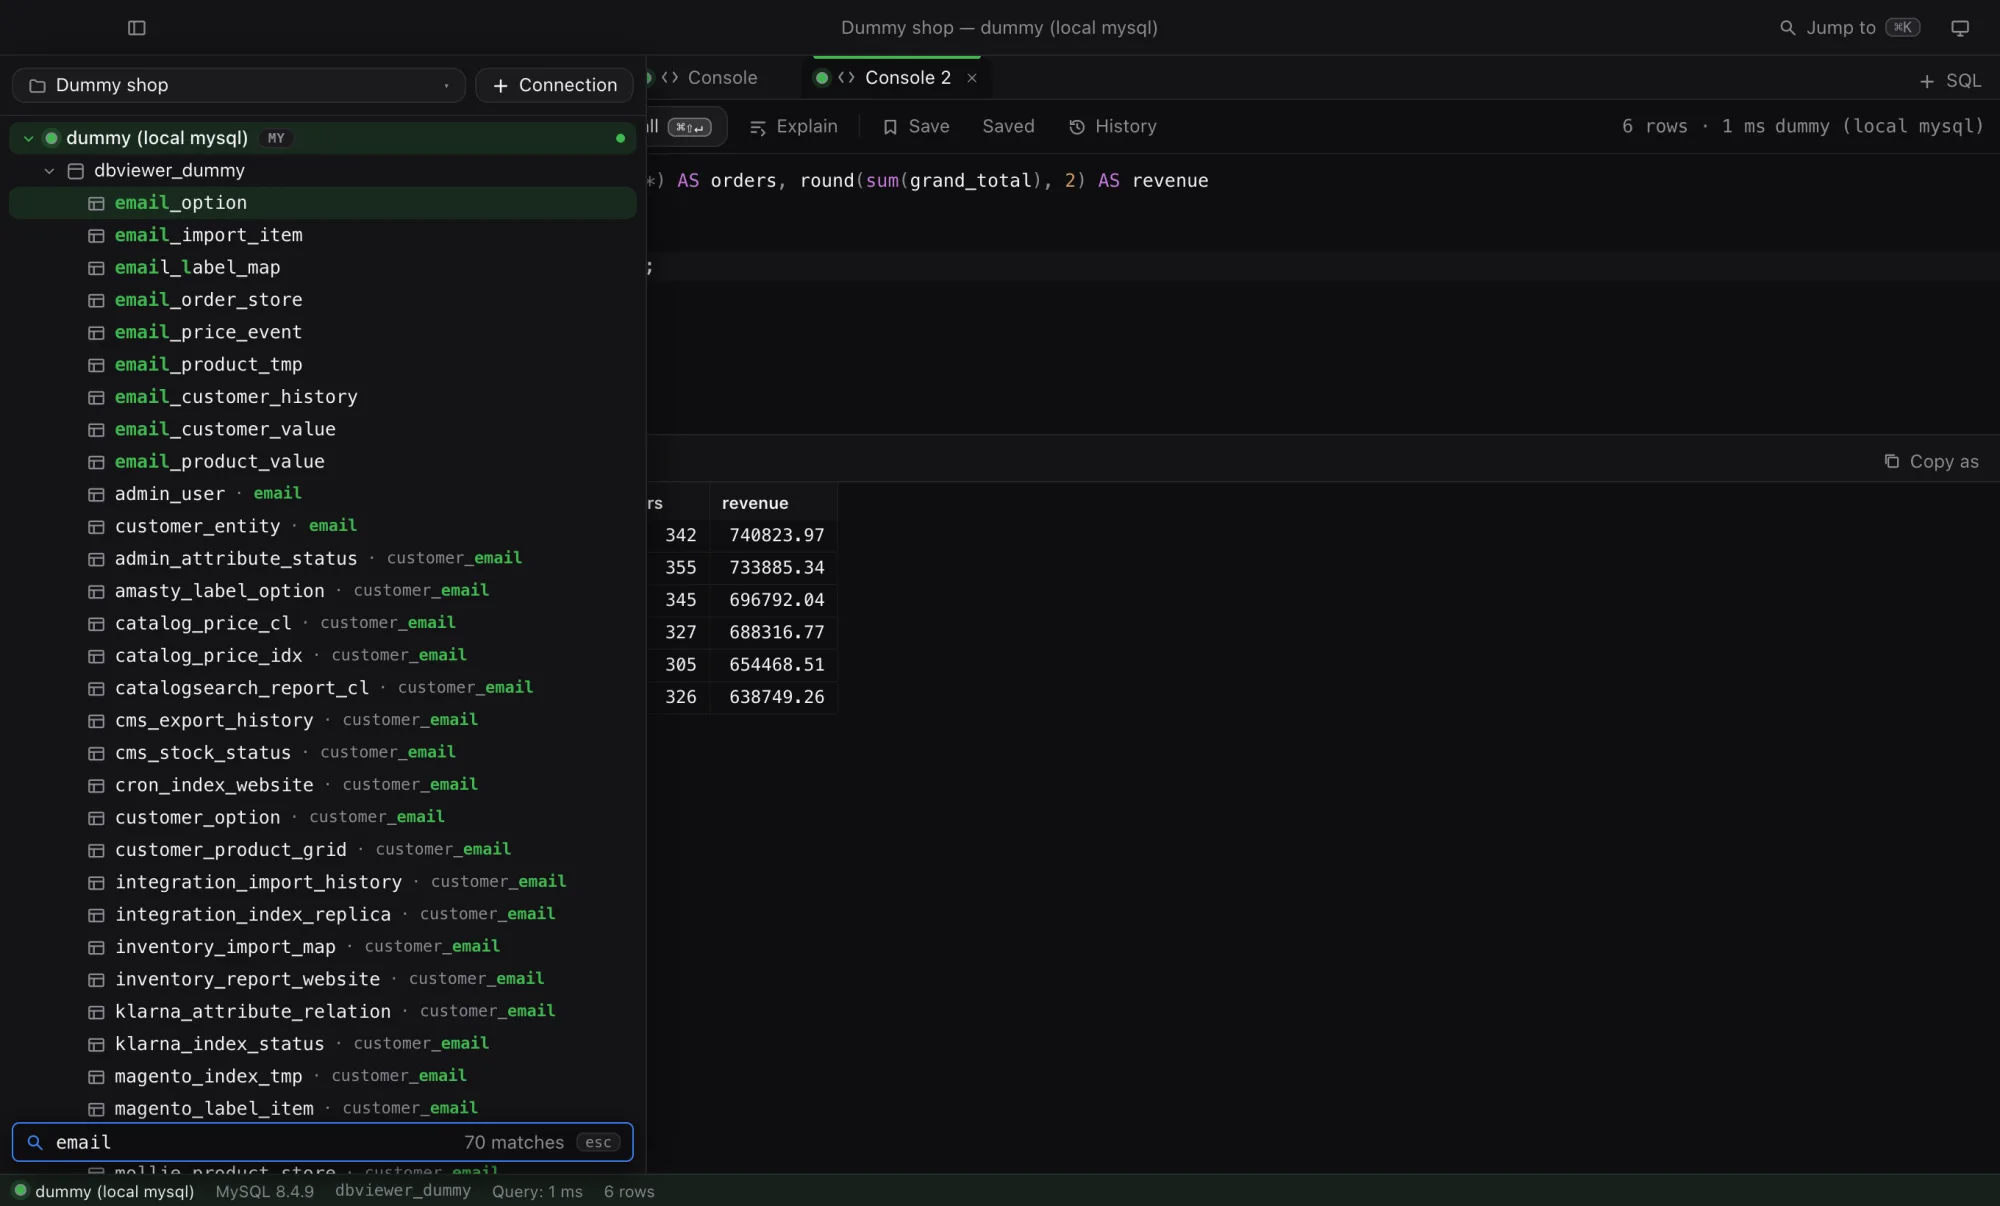 Dummy shop — dummy (local mysql)
Jump to ⌘K
Dummy shop
+ Connection
Console
Console 2 ×
+ SQL
dummy (local mysql) MY
ll ⌘⇧↵
Explain
Save
Saved
History
6 rows · 1 ms dummy (local mysql)
dbviewer_dummy
*) AS orders, round(sum(grand_total), 2) AS revenue
;
email_option
email_import_item
email_label_map
email_order_store
email_price_event
email_product_tmp
email_customer_history
email_customer_value
email_product_value
admin_user · email
customer_entity · email
admin_attribute_status · customer_email
amasty_label_option · customer_email
catalog_price_cl · customer_email
catalog_price_idx · customer_email
catalogsearch_report_cl · customer_email
cms_export_history · customer_email
cms_stock_status · customer_email
cron_index_website · customer_email
customer_option · customer_email
customer_product_grid · customer_email
integration_import_history · customer_email
integration_index_replica · customer_email
inventory_import_map · customer_email
inventory_report_website · customer_email
klarna_attribute_relation · customer_email
klarna_index_status · customer_email
magento_index_tmp · customer_email
magento_label_item · customer_email
email 70 matches esc
mollie_product_store · customer_email
Copy as
rs revenue
342 740823.97
355 733885.34
345 696792.04
327 688316.77
305 654468.51
326 638749.26
dummy (local mysql) MySQL 8.4.9 dbviewer_dummy Query: 1 ms 6 rows